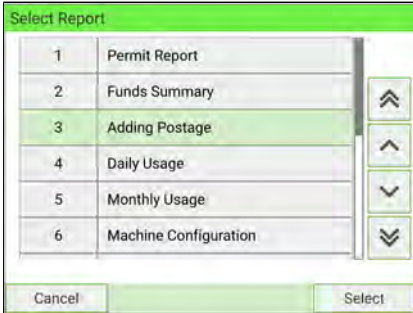 Select Report
1 Permit Report
2 Funds Summary
3 Adding Postage
4 Daily Usage
5 Monthly Usage
6 Machine Configuration
Cancel Select